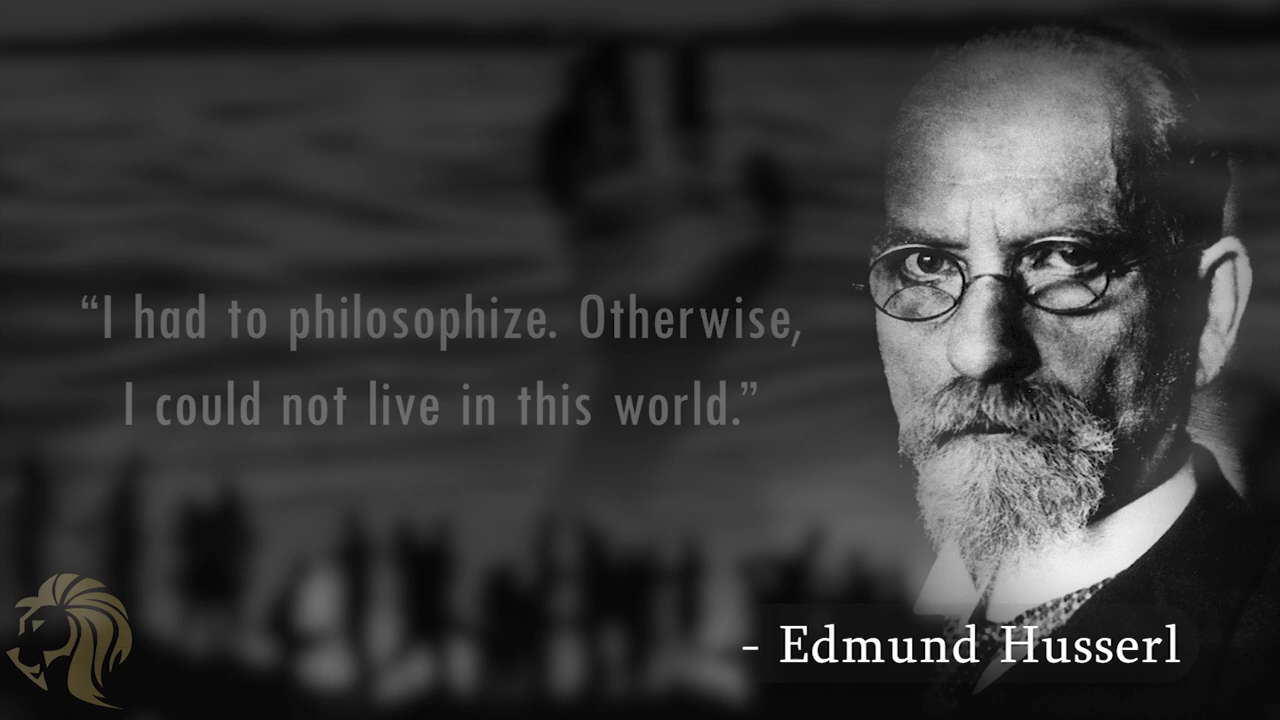 “I had to philosophize. Otherwise,
I could not live in this world.”
- Edmund Husserl